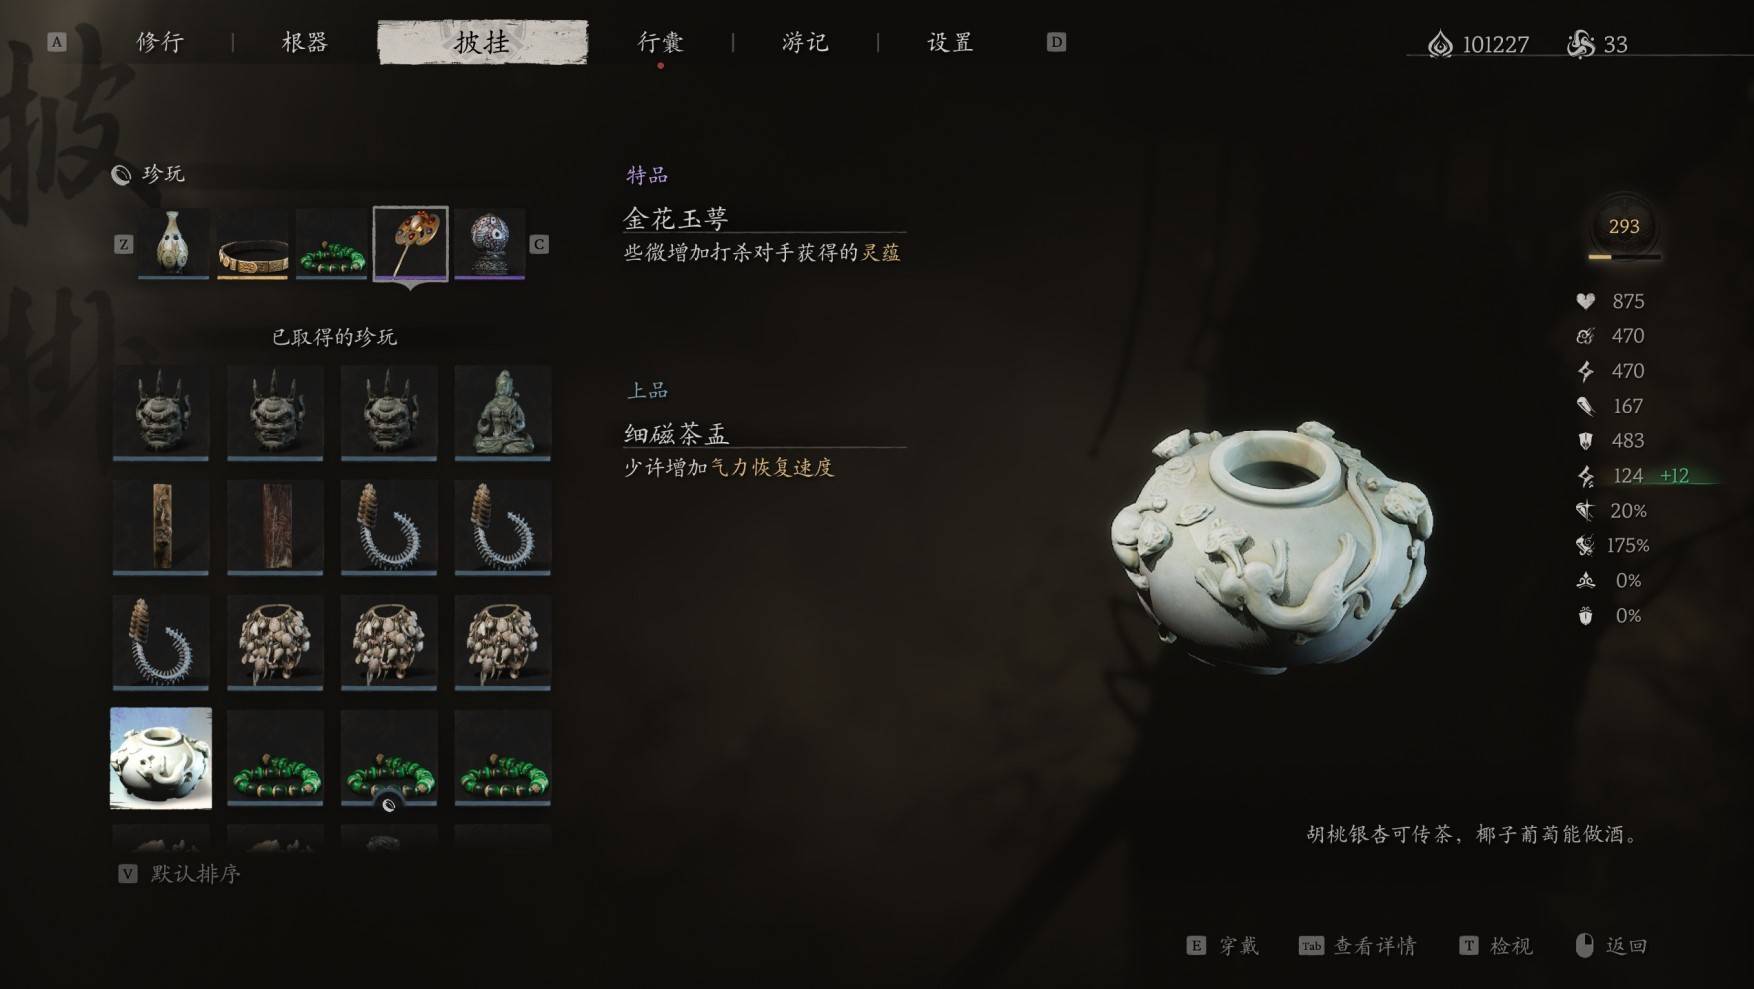 A 修行 根器 披挂 行囊 游记 设置 D
101227 33
披挂
珍玩
Z C
已取得的珍玩
特品
金花玉萼
些微增加打杀对手获得的灵蕴
上品
细磁茶盂
少许增加气力恢复速度
293
875
470
470
167
483
124 +12
20%
175%
0%
0%
胡桃银杏可传茶，椰子葡萄能做酒。
V 默认排序
E 穿戴 Tab 查看详情 T 检视 返回